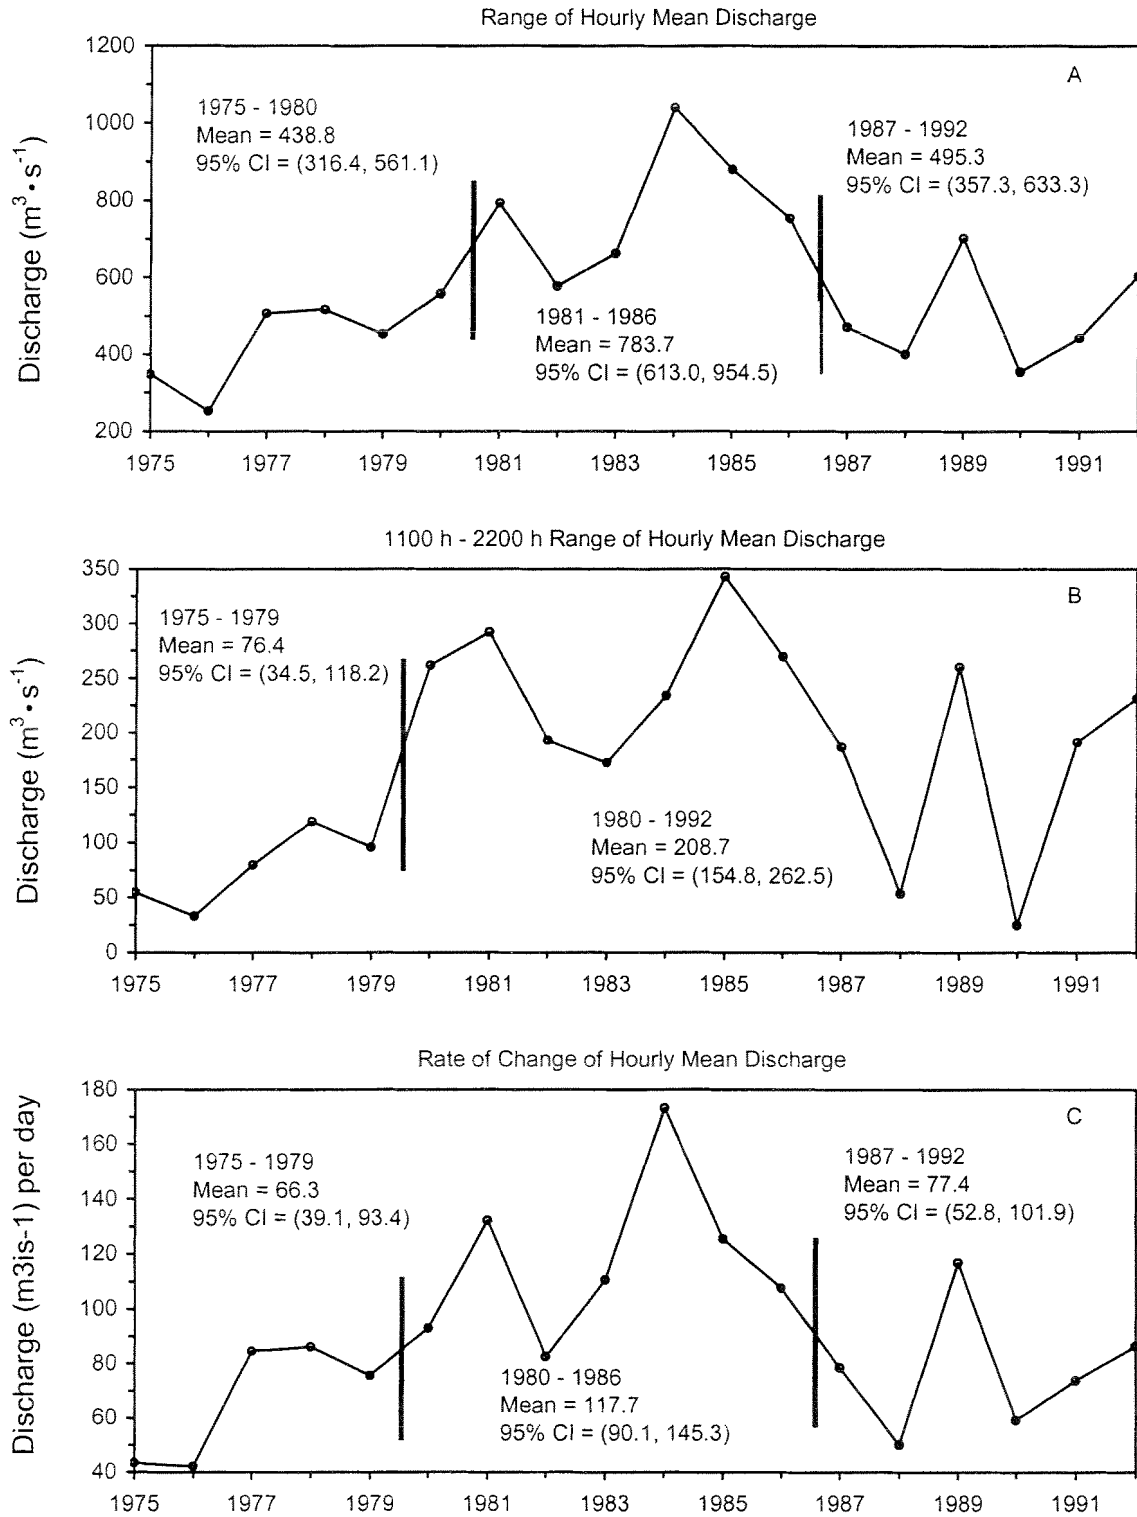 Range of Hourly Mean Discharge
A
Discharge (m³•s⁻¹)
1200
1000
800
600
400
200
1975 - 1980
Mean = 438.8
95% CI = (316.4, 561.1)
1981 - 1986
Mean = 783.7
95% CI = (613.0, 954.5)
1987 - 1992
Mean = 495.3
95% CI = (357.3, 633.3)
1975 1977 1979 1981 1983 1985 1987 1989 1991
1100 h - 2200 h Range of Hourly Mean Discharge
B
Discharge (m³•s⁻¹)
350
300
250
200
150
100
50
0
1975 - 1979
Mean = 76.4
95% CI = (34.5, 118.2)
1980 - 1992
Mean = 208.7
95% CI = (154.8, 262.5)
1975 1977 1979 1981 1983 1985 1987 1989 1991
Rate of Change of Hourly Mean Discharge
C
Discharge (m3is-1) per day
180
160
140
120
100
80
60
40
1975 - 1979
Mean = 66.3
95% CI = (39.1, 93.4)
1980 - 1986
Mean = 117.7
95% CI = (90.1, 145.3)
1987 - 1992
Mean = 77.4
95% CI = (52.8, 101.9)
1975 1977 1979 1981 1983 1985 1987 1989 1991